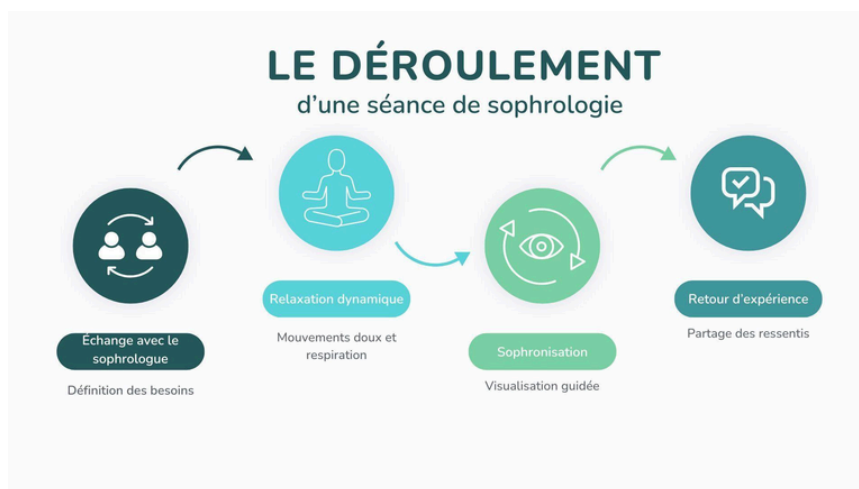 LE DÉROULEMENT
d'une séance de sophrologie
Échange avec le
sophrologue
Définition des besoins
Relaxation dynamique
Mouvements doux et
respiration
Sophronisation
Visualisation guidée
Retour d'expérience
Partage des ressentis